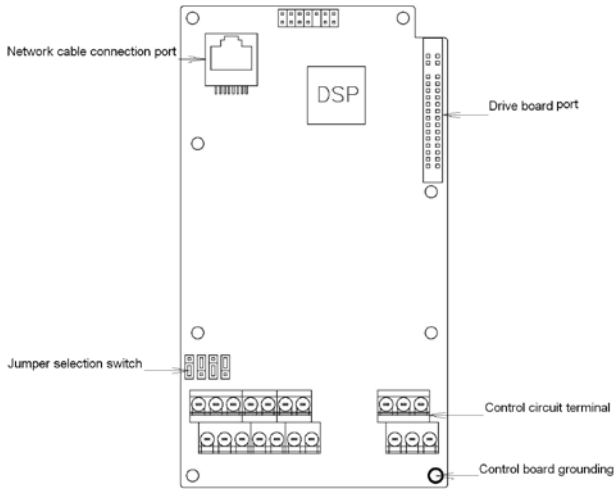 Network cable connection port
DSP
Drive board port
Jumper selection switch
Control circuit terminal
Control board grounding